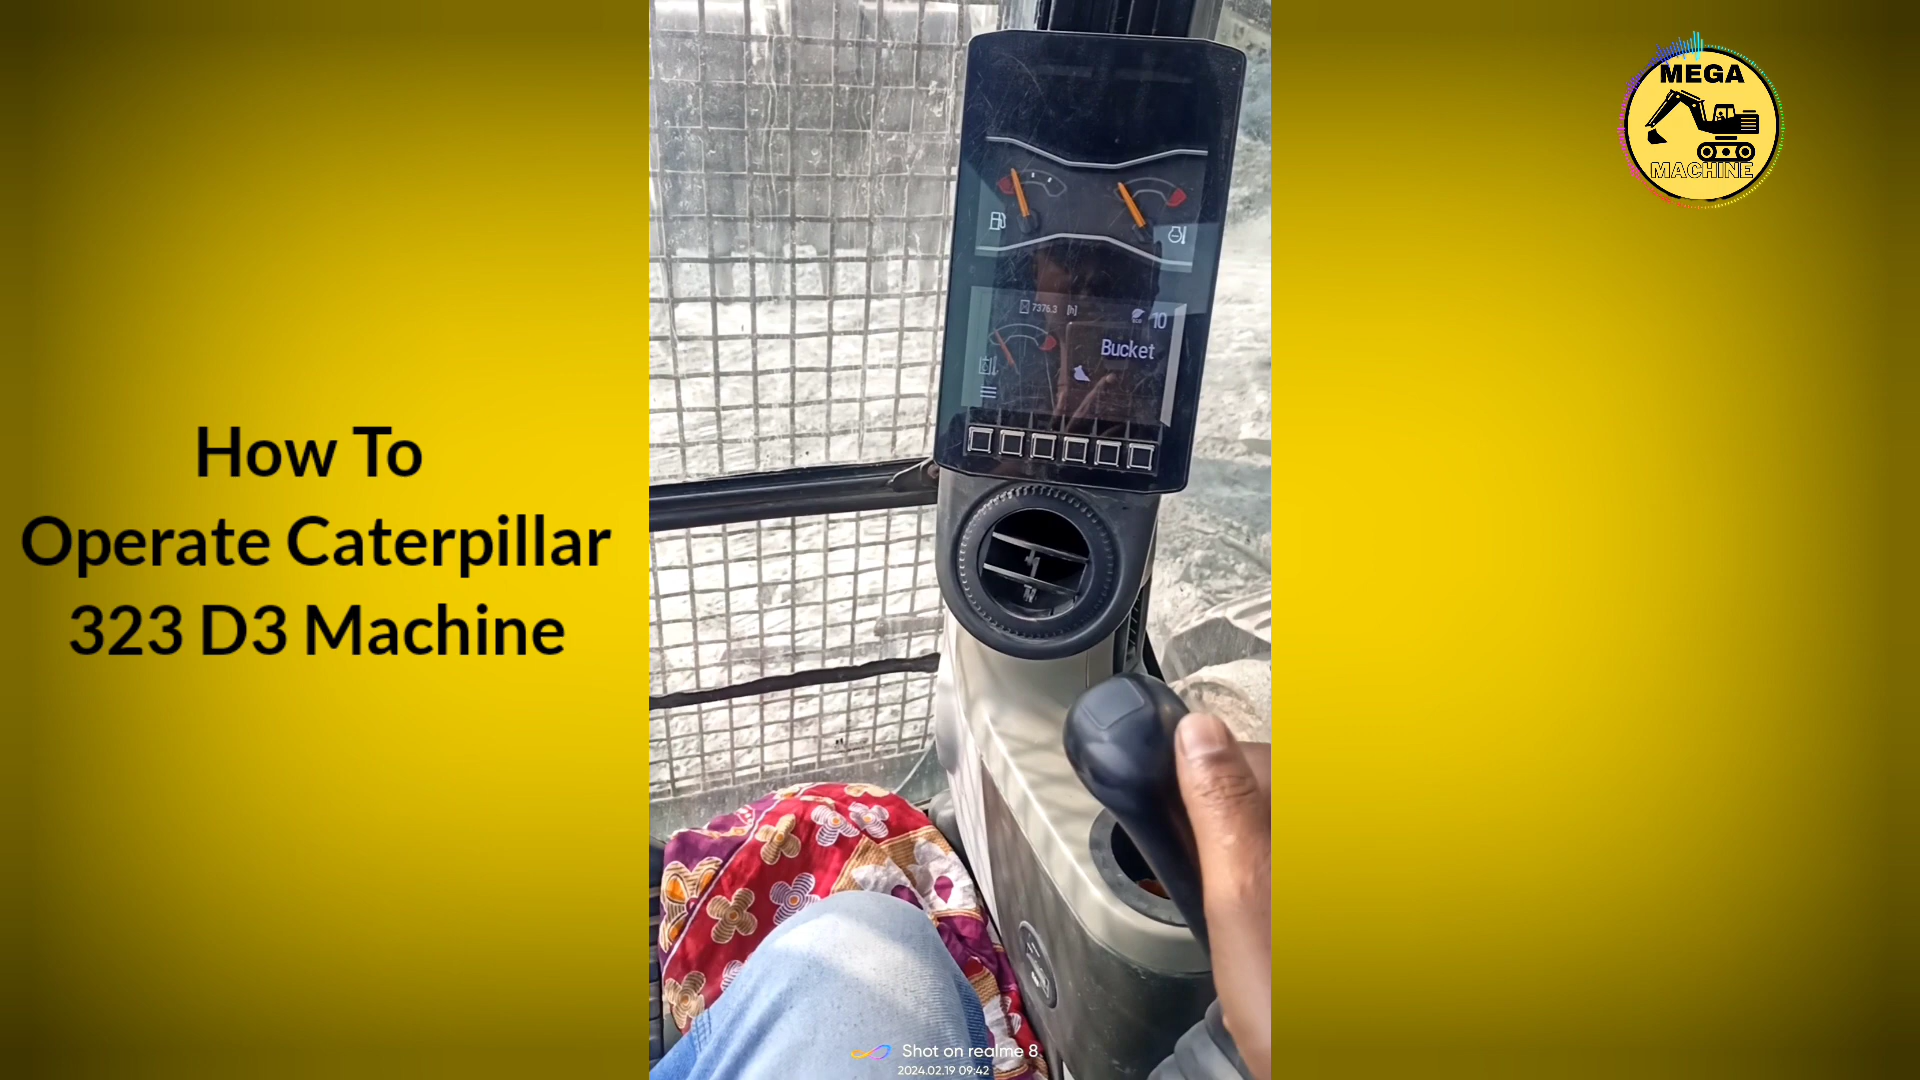 How To
Operate Caterpillar
323 D3 Machine
MEGA
MACHINE
7376.3 [h]
10
Bucket
Shot on realme 8
2024.02.19 09:42